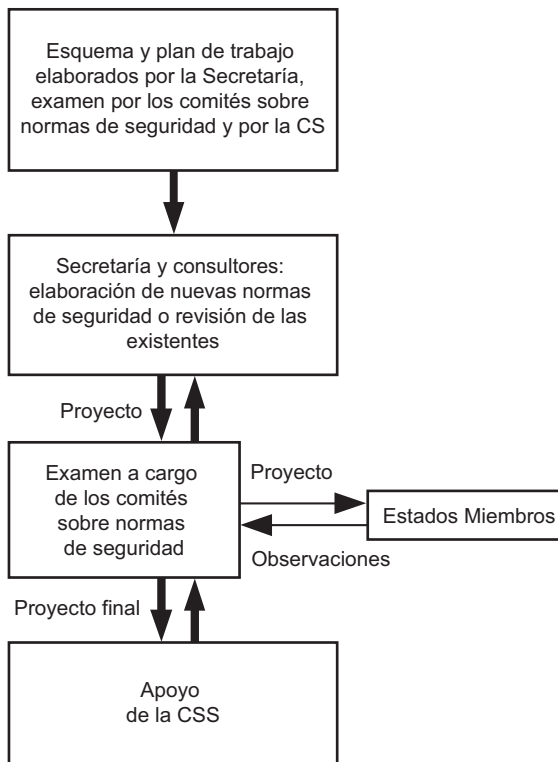 Esquema y plan de trabajo
elaborados por la Secretaría,
examen por los comités sobre
normas de seguridad y por la CS
Secretaría y consultores:
elaboración de nuevas normas
de seguridad o revisión de las
existentes
Proyecto
Examen a cargo
de los comités
sobre normas
de seguridad
Proyecto
Estados Miembros
Observaciones
Proyecto final
Apoyo
de la CSS